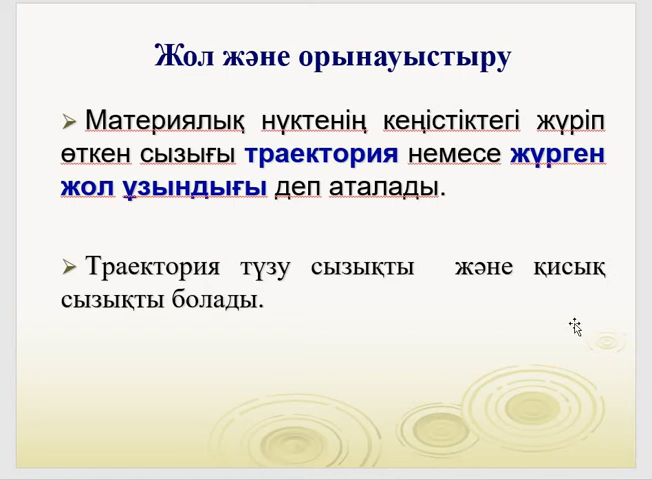 Жол және орынауыстыру
Материялық нүктенің кеңістіктегі жүріп
өткен сызығы траектория немесе жүрген
жол ұзындығы деп аталады.
Траектория түзу сызықты және қисық
сызықты болады.